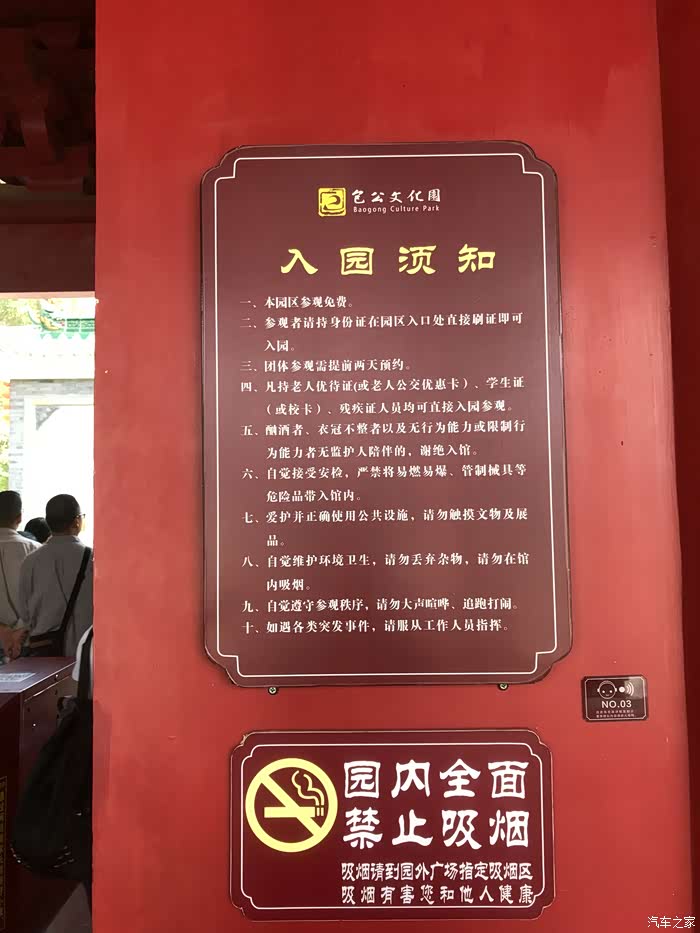 包公文化園
Baogong Culture Park
入园须知
一、本园区参观免费。
二、参观者请持身份证在园区入口处直接刷证即可
入园。
三、团体参观需提前两天预约。
四、凡持老人优待证(或老人公交优惠卡)、学生证
(或校卡)、残疾证人员均可直接入园参观。
五、酗酒者、衣冠不整者以及无行为能力或限制行
为能力者无监护人陪伴的，谢绝入馆。
六、自觉接受安检，严禁将易燃易爆、管制械具等
危险品带入馆内。
七、爱护并正确使用公共设施，请勿触摸文物及展
品。
八、自觉维护环境卫生，请勿丢弃杂物，请勿在馆
内吸烟。
九、自觉遵守参观秩序，请勿大声喧哗、追跑打闹。
十、如遇各类突发事件，请服从工作人员指挥。
NO.03
园内全面
禁止吸烟
吸烟请到园外广场指定吸烟区
吸烟有害您和他人健康
汽车之家